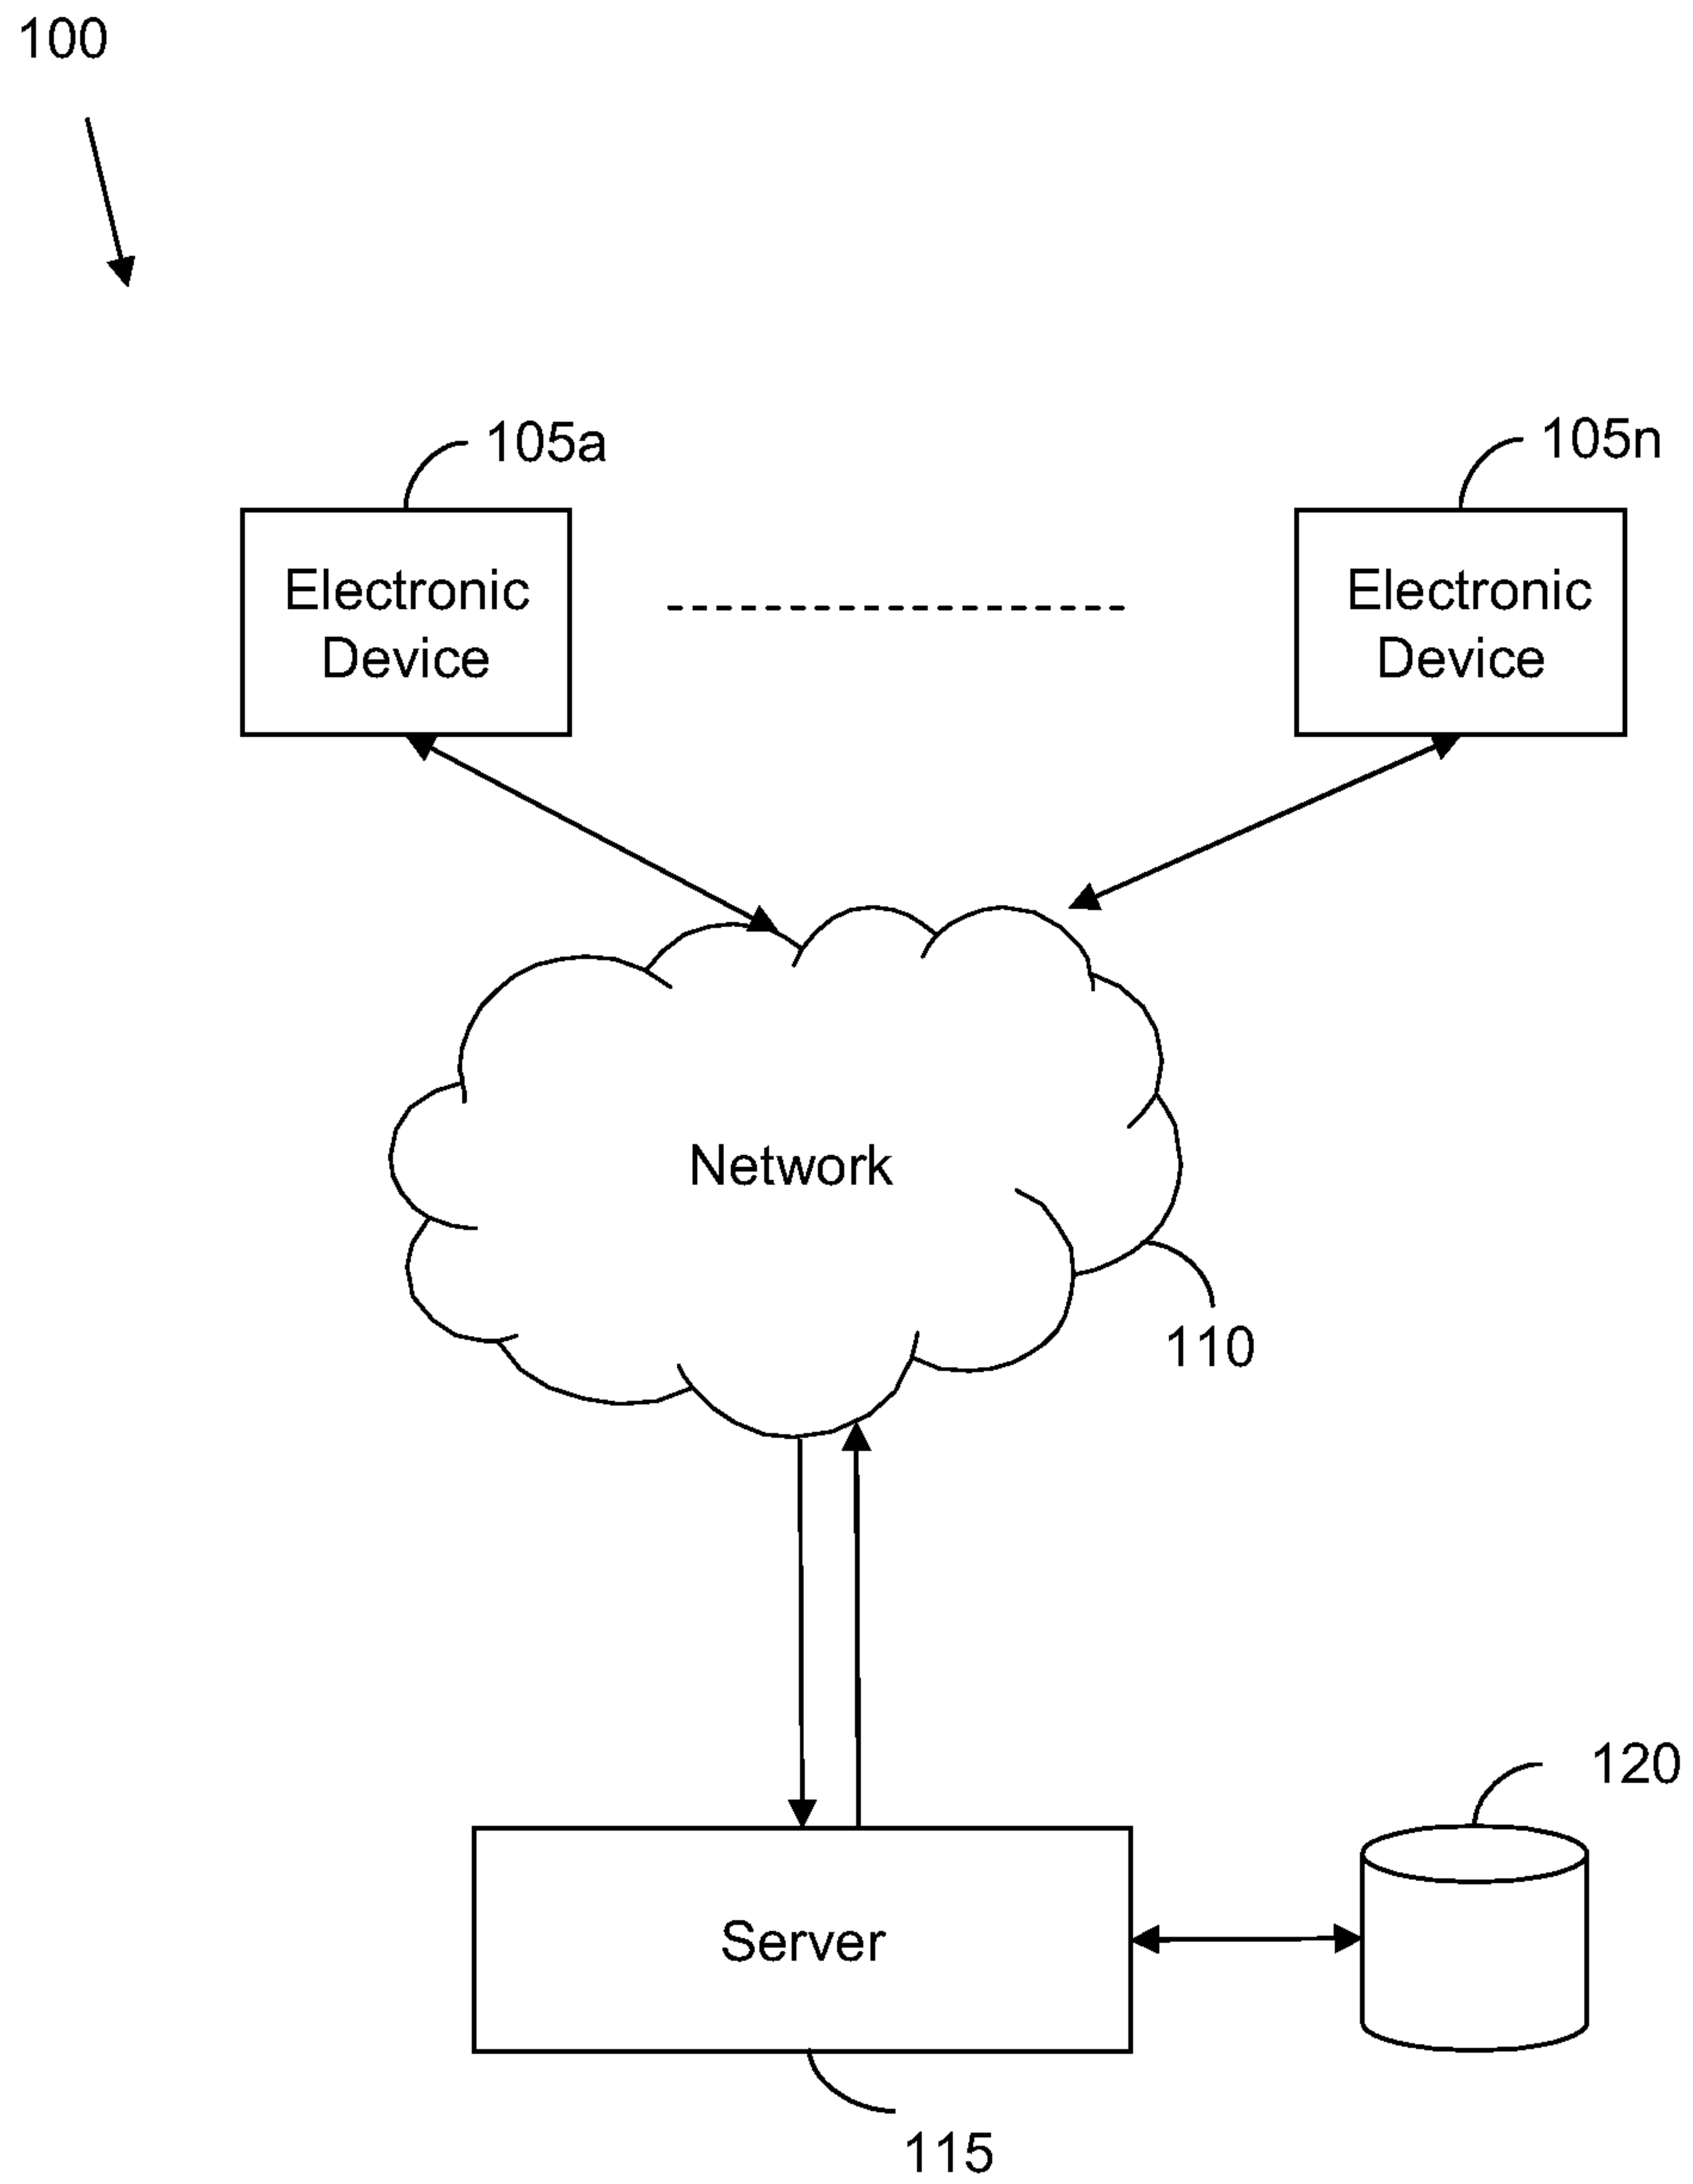 100
105a
105n
Electronic
Device
Electronic
Device
Network
110
120
Server
115